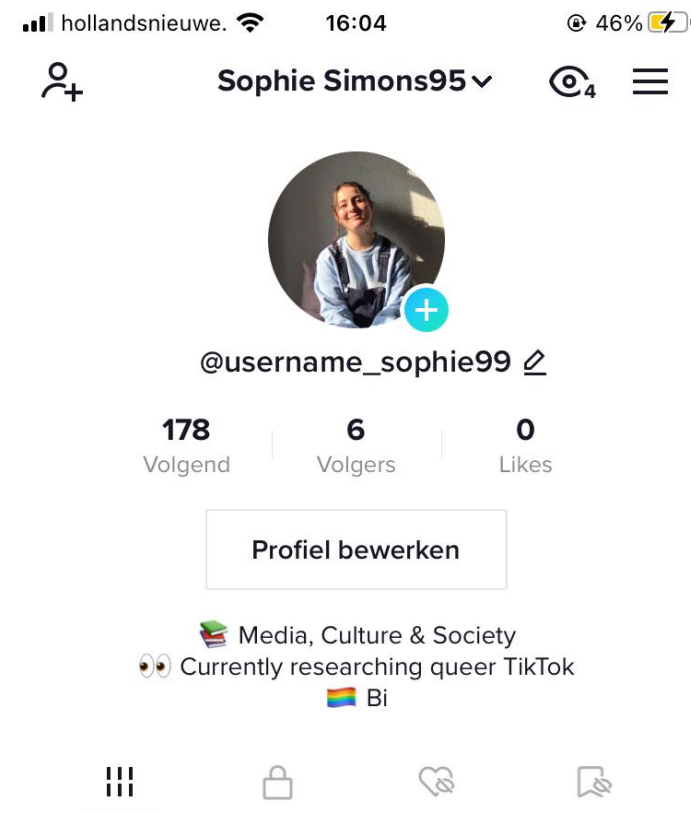 hollandsnieuwe. 16:04 46%
Sophie Simons95 4
@username_sophie99
178 6 0
Volgend Volgers Likes
Profiel bewerken
📚 Media, Culture & Society
👀 Currently researching queer TikTok
🏳️‍🌈 Bi